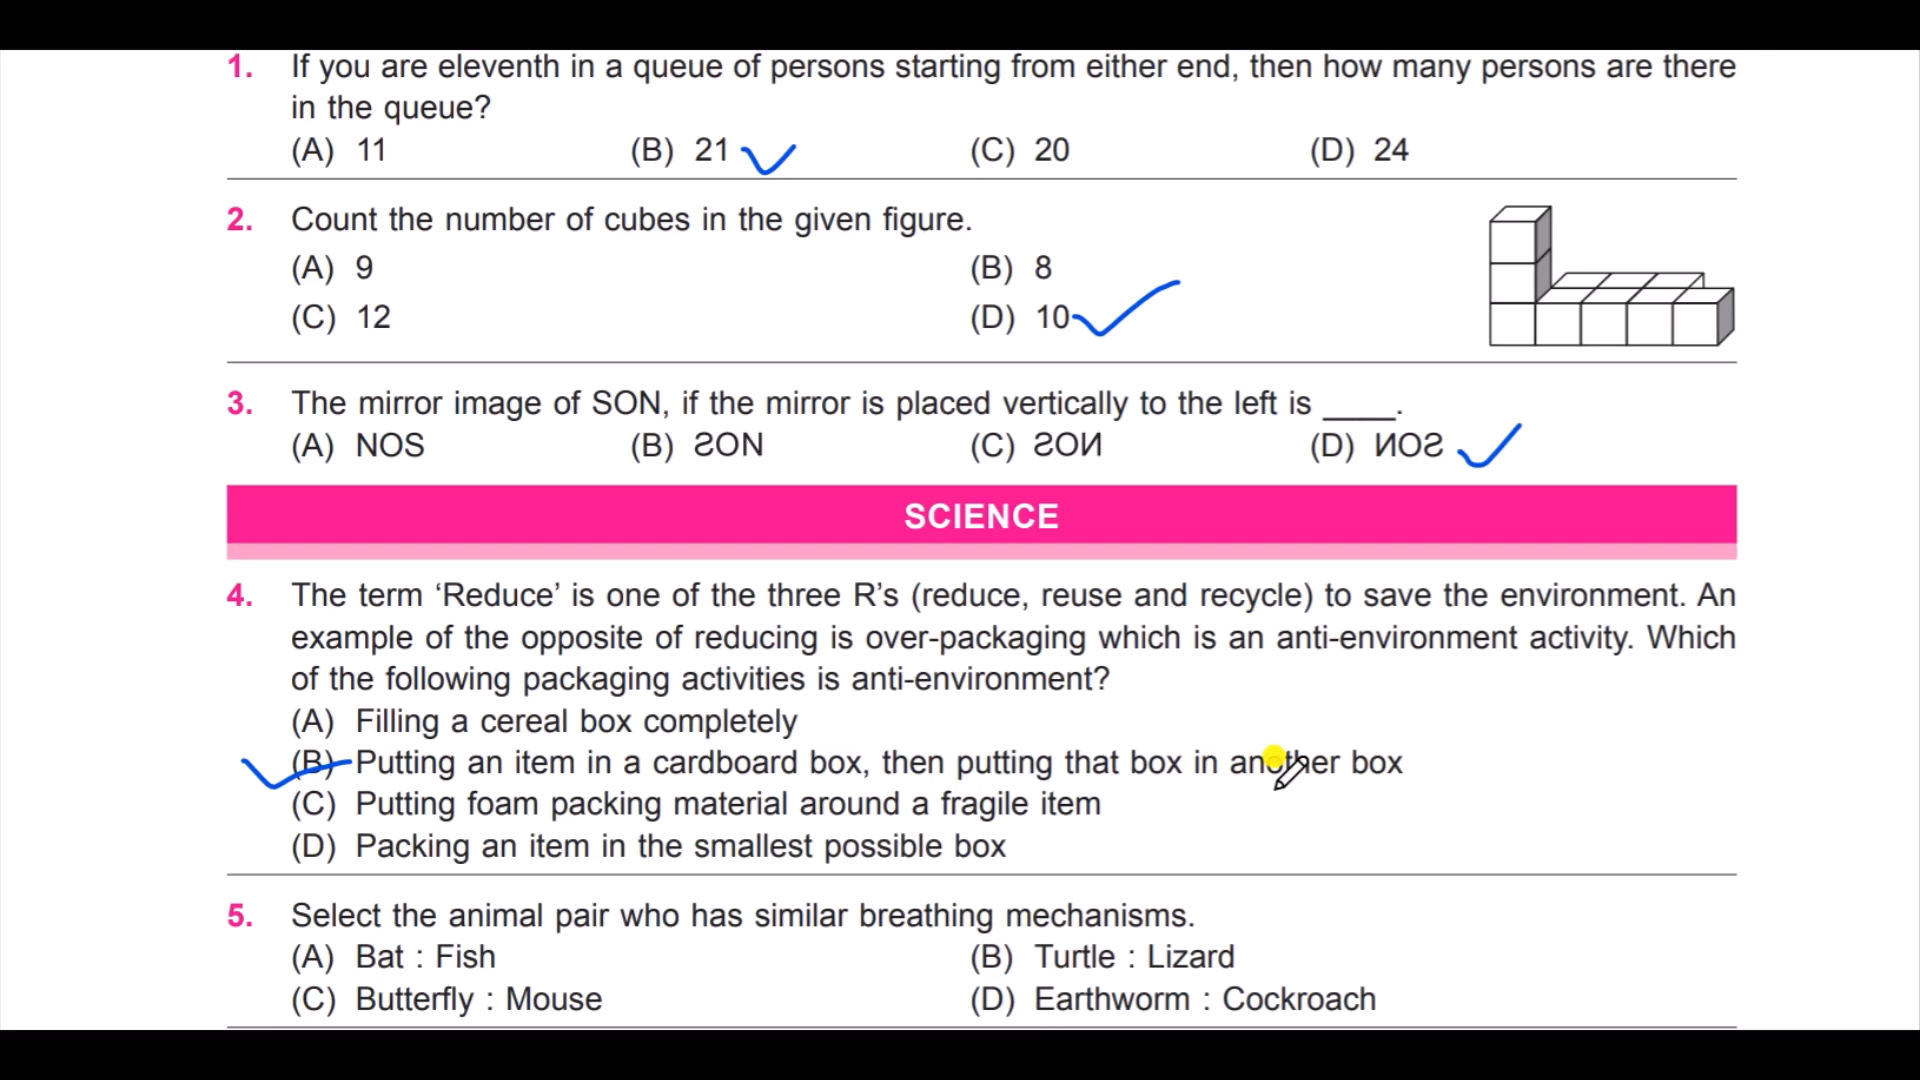 1. If you are eleventh in a queue of persons starting from either end, then how many persons are there
in the queue?
(A) 11 (B) 21 (C) 20 (D) 24
2. Count the number of cubes in the given figure.
(A) 9 (B) 8
(C) 12 (D) 10
3. The mirror image of SON, if the mirror is placed vertically to the left is ____.
(A) NOS (B) ƧON (C) ƧOИ (D) ИOƧ
SCIENCE
4. The term ‘Reduce’ is one of the three R’s (reduce, reuse and recycle) to save the environment. An
example of the opposite of reducing is over-packaging which is an anti-environment activity. Which
of the following packaging activities is anti-environment?
(A) Filling a cereal box completely
(B) Putting an item in a cardboard box, then putting that box in another box
(C) Putting foam packing material around a fragile item
(D) Packing an item in the smallest possible box
5. Select the animal pair who has similar breathing mechanisms.
(A) Bat : Fish (B) Turtle : Lizard
(C) Butterfly : Mouse (D) Earthworm : Cockroach